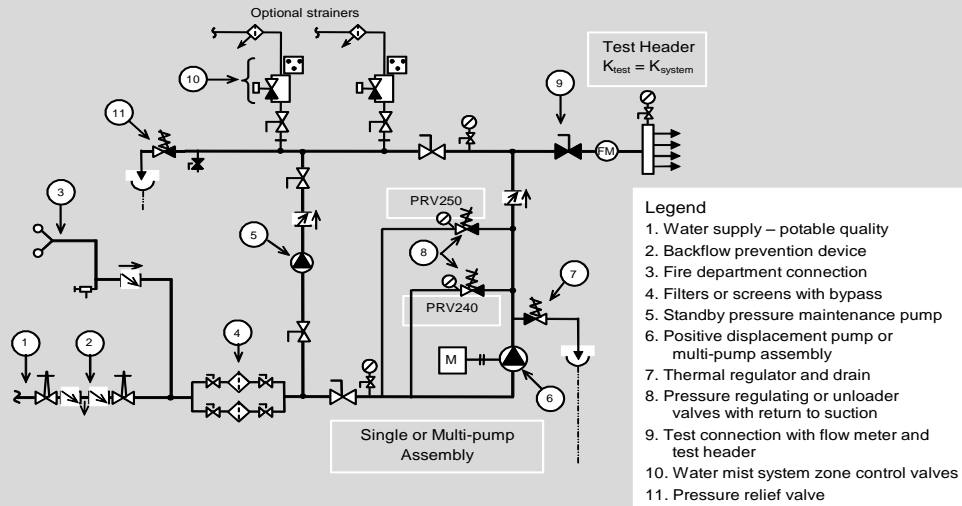 Optional strainers
10
11
9
Test Header
Ktest = Ksystem
FM
3
PRV250
5
8
7
PRV240
1
2
4
M
6
Single or Multi-pump
Assembly
Legend
1. Water supply – potable quality
2. Backflow prevention device
3. Fire department connection
4. Filters or screens with bypass
5. Standby pressure maintenance pump
6. Positive displacement pump or
multi-pump assembly
7. Thermal regulator and drain
8. Pressure regulating or unloader
valves with return to suction
9. Test connection with flow meter and
test header
10. Water mist system zone control valves
11. Pressure relief valve